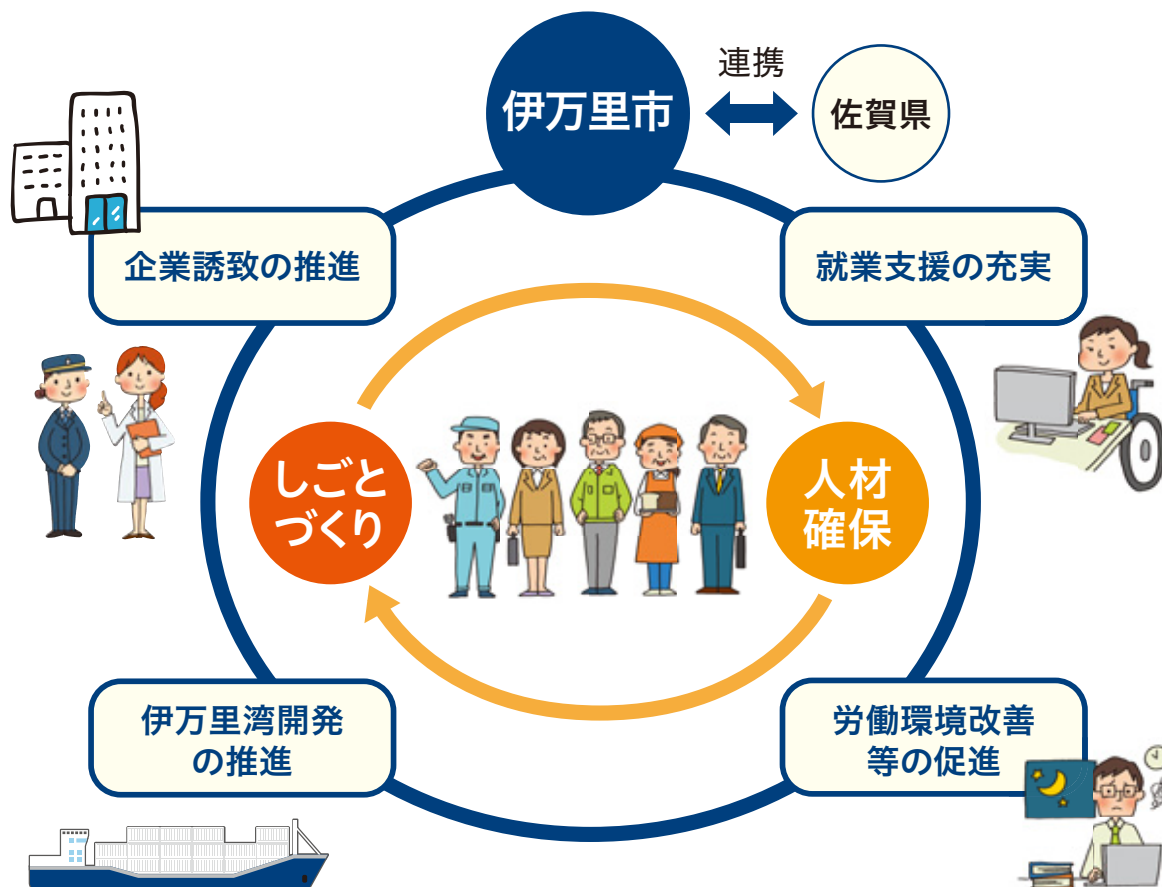 連携
伊万里市
佐賀県
企業誘致の推進
就業支援の充実
しごと
づくり
人材
確保
伊万里湾開発
の推進
労働環境改善
等の促進